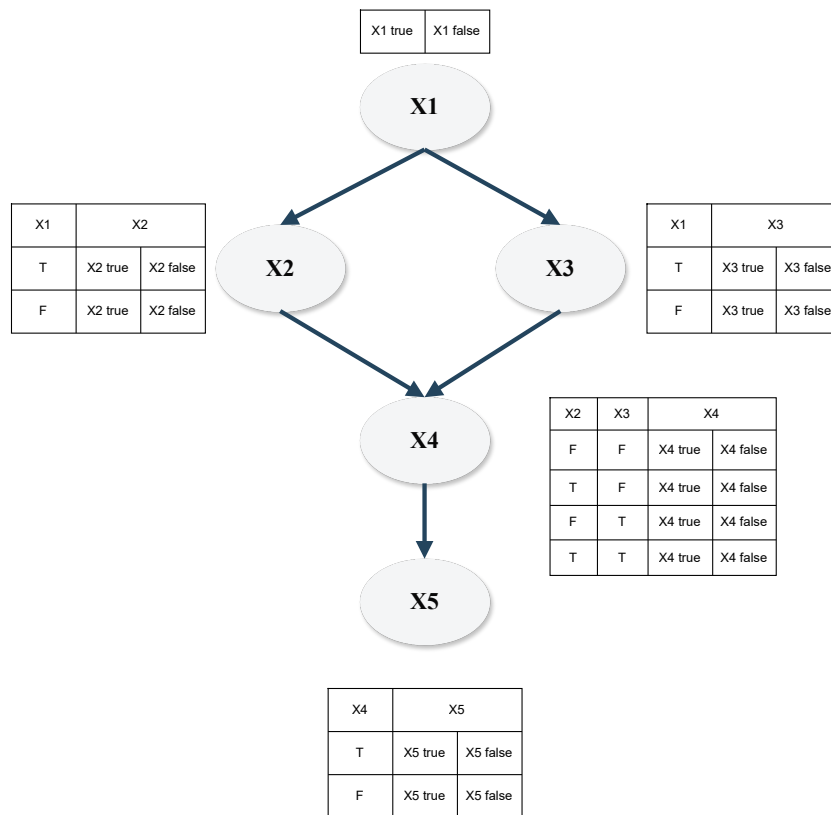 X1 true X1 false
X1
X1 X2
T X2 true X2 false
F X2 true X2 false
X2
X3
X1 X3
T X3 true X3 false
F X3 true X3 false
X4
X2 X3 X4
F F X4 true X4 false
T F X4 true X4 false
F T X4 true X4 false
T T X4 true X4 false
X5
X4 X5
T X5 true X5 false
F X5 true X5 false